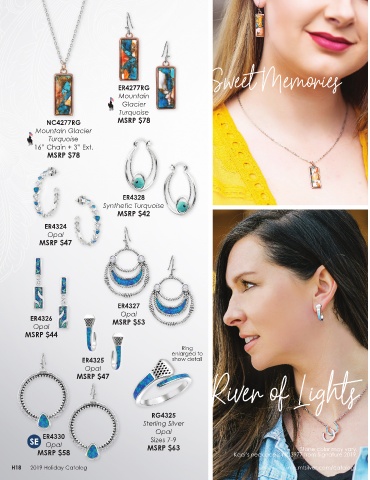 Sweet Memories
ER4277RG
Mountain
Glacier
Turquoise
MSRP $78
NC4277RG
Mountain Glacier
Turquoise
16" Chain + 3" Ext.
MSRP $78
ER4328
Synthetic Turquoise
MSRP $42
ER4324
Opal
MSRP $47
ER4327
Opal
MSRP $53
ER4326
Opal
MSRP $44
ER4325
Opal
MSRP $47
Ring
enlarged to
show detail
RG4325
Sterling Silver
Opal
Sizes 7-9
MSRP $63
SE ER4330
Opal
MSRP $58
River of Lights
H18 2019 Holiday Catalog